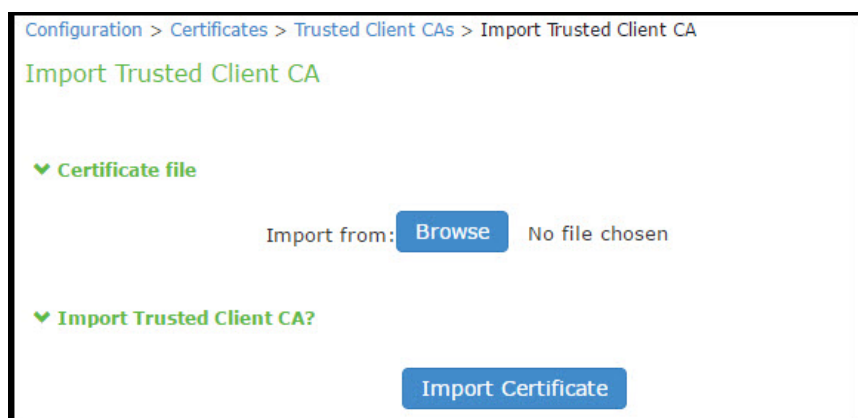 Configuration > Certificates > Trusted Client CAs > Import Trusted Client CA
Import Trusted Client CA
Certificate file
Import from: Browse No file chosen
Import Trusted Client CA?
Import Certificate